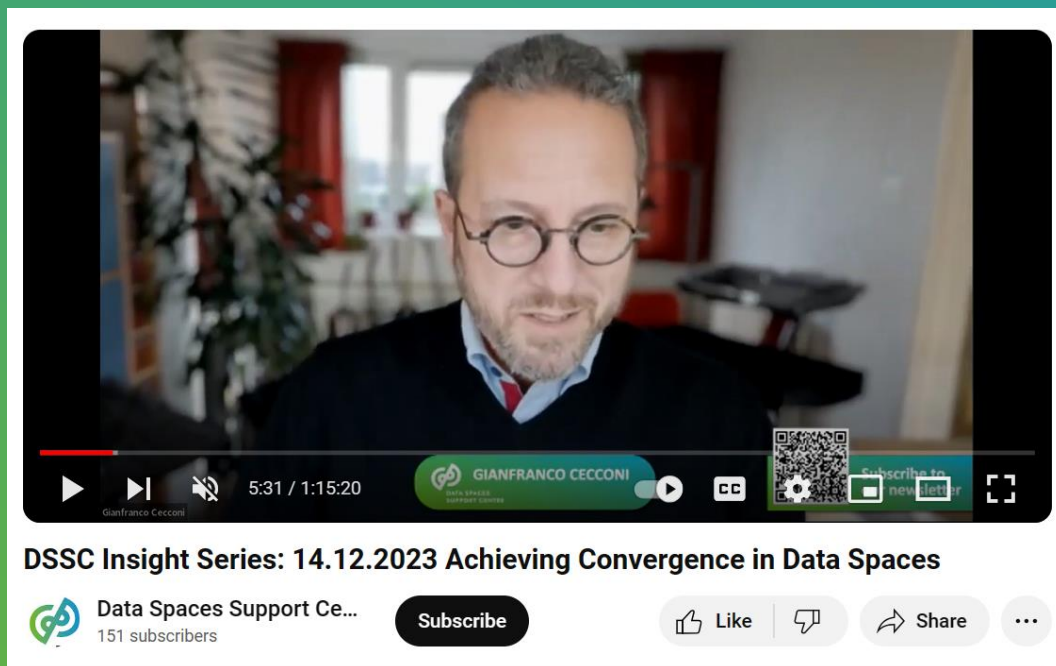 GIANFRANCO CECCONI
DATA SPACES
SUPPORT CENTRE
Subscribe to
newsletter
5:31 / 1:15:20
CC
Gianfranco Cecconi
DSSC Insight Series: 14.12.2023 Achieving Convergence in Data Spaces
Data Spaces Support Ce...
151 subscribers
Subscribe
Like
Share